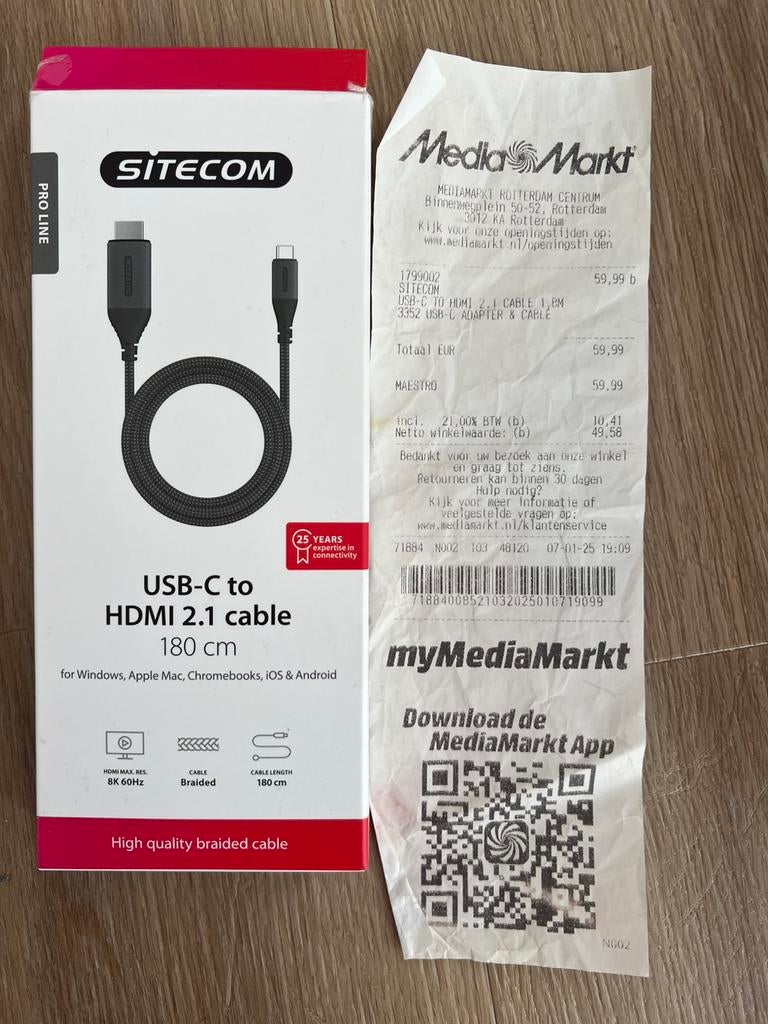 SITECOM
PRO LINE
SITECOM
25 YEARS
expertise in
connectivity
USB-C to
HDMI 2.1 cable
180 cm
for Windows, Apple Mac, Chromebooks, iOS & Android
HDMI MAX. RES.
8K 60Hz
CABLE
Braided
CABLE LENGTH
180 cm
High quality braided cable
Media Markt
MEDIAMARKT ROTTERDAM CENTRUM
Binnenwegplein 50-52, Rotterdam
3012 KA Rotterdam
Kijk voor onze openingstijden op:
www.mediamarkt.nl/openingstijden
1799002 59,99 b
SITECOM
USB-C TO HDMI 2.1 CABLE 1,8M
3352 USB-C ADAPTER & CABLE
Totaal EUR 59,99
MAESTRO 59,99
incl. 21,00% BTW (b) 10,41
Netto winkelwaarde: (b) 49,58
Bedankt voor uw bezoek aan onze winkel
en graag tot ziens.
Retourneren kan binnen 30 dagen
Hulp nodig?
Kijk voor meer informatie of
veelgestelde vragen op:
www.mediamarkt.nl/klantenservice
71884 N002 103 48120 07-01-25 19:09
7188400852103202501071909​9
myMediaMarkt
Download de
MediaMarkt App
N002